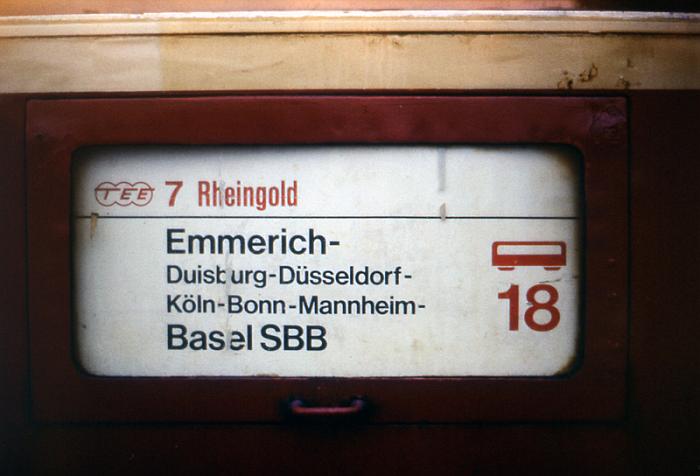 TEE 7 Rheingold
Emmerich-
Duisburg-Düsseldorf-
Köln-Bonn-Mannheim-
Basel SBB
18